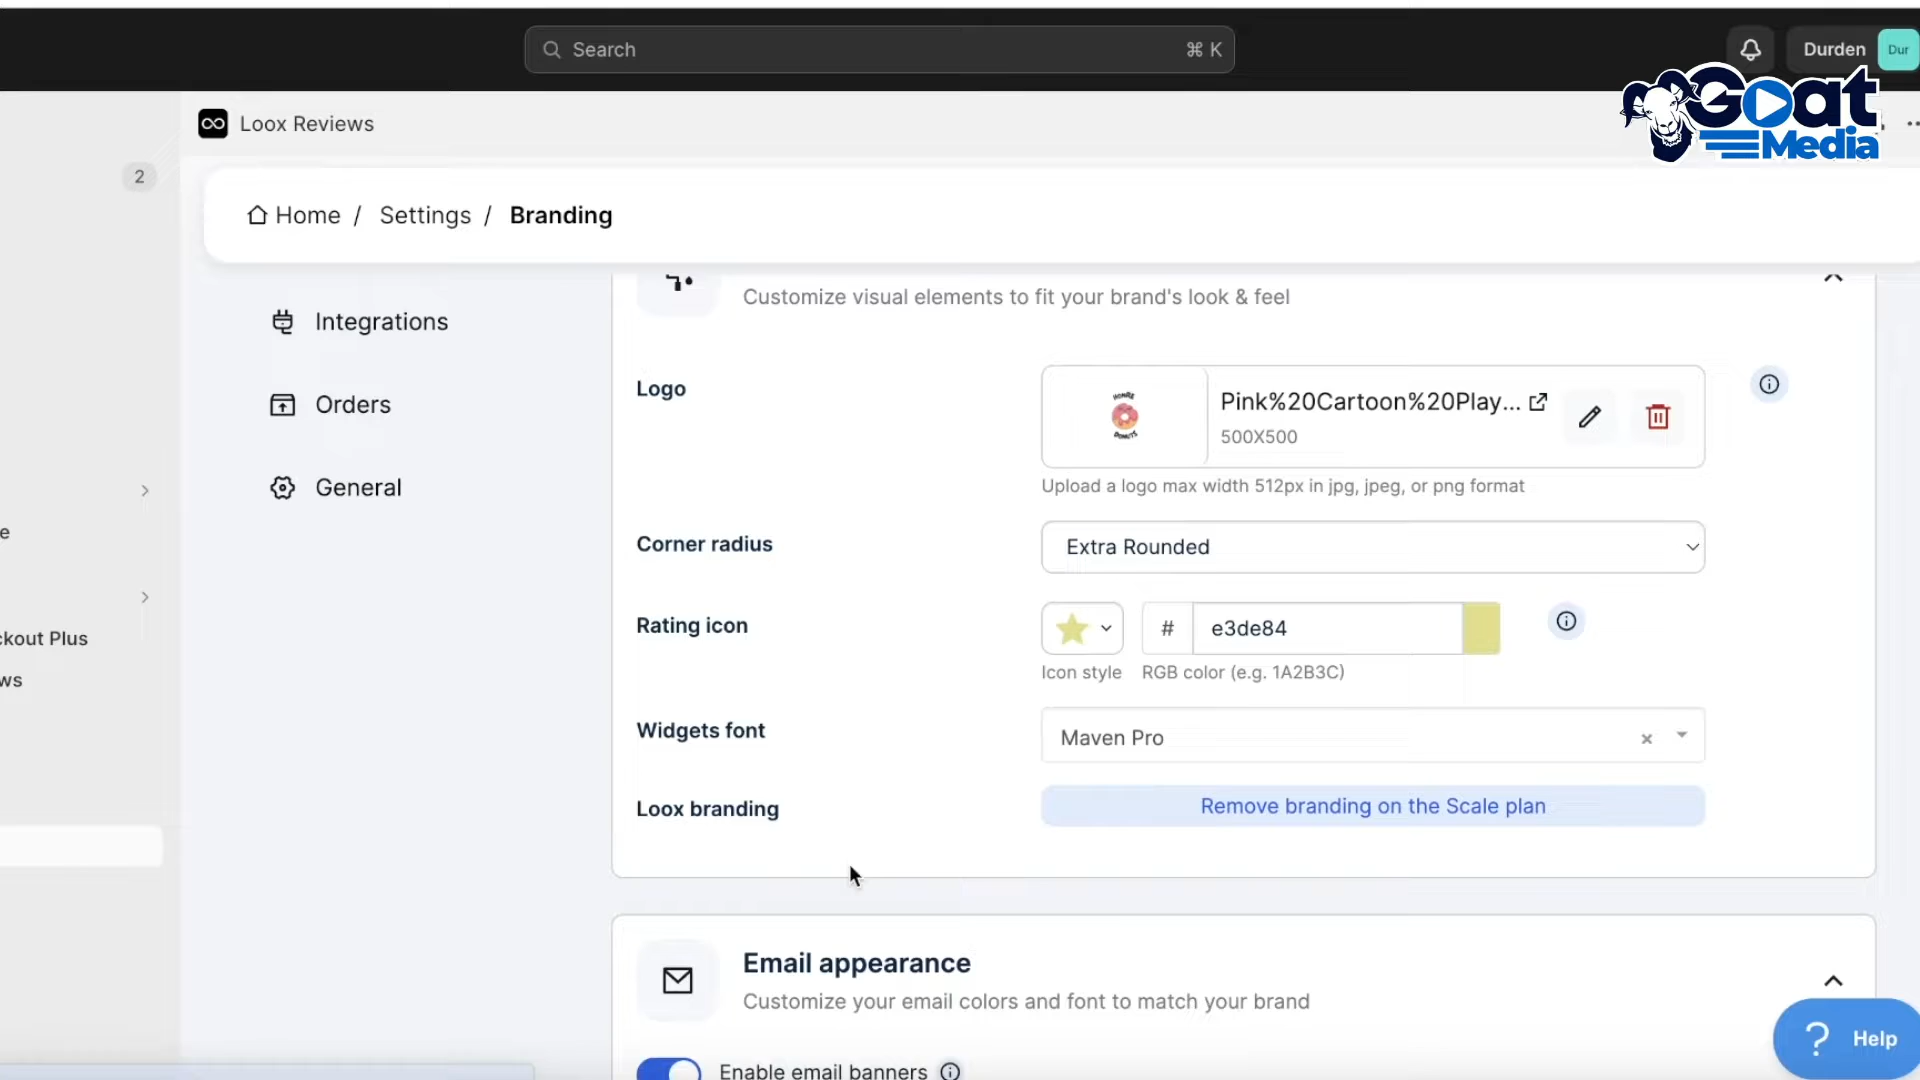 Search
⌘ K
Durden
Dur
Goat
Media
Loox Reviews
2
Home / Settings / Branding
Customize visual elements to fit your brand's look & feel
Integrations
Orders
General
e
ckout Plus
ws
Logo
HOMIE
DONUTS
Pink%20Cartoon%20Play...
500X500
Upload a logo max width 512px in jpg, jpeg, or png format
Corner radius
Extra Rounded
Rating icon
# e3de84
Icon style
RGB color (e.g. 1A2B3C)
Widgets font
Maven Pro
Loox branding
Remove branding on the Scale plan
Email appearance
Customize your email colors and font to match your brand
Enable email banners
? Help